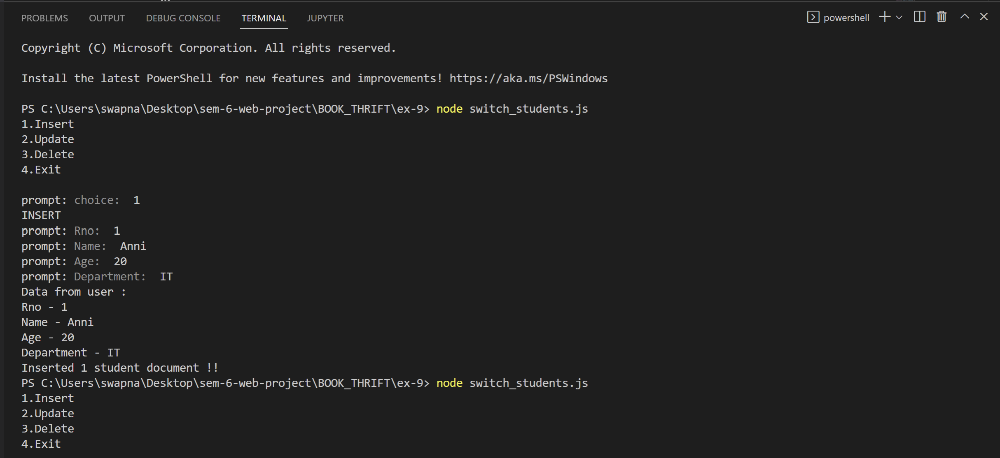 PROBLEMS OUTPUT DEBUG CONSOLE TERMINAL JUPYTER powershell
Copyright (C) Microsoft Corporation. All rights reserved.
Install the latest PowerShell for new features and improvements! https://aka.ms/PSWindows
PS C:\Users\swapna\Desktop\sem-6-web-project\BOOK_THRIFT\ex-9> node switch_students.js
1.Insert
2.Update
3.Delete
4.Exit
prompt: choice:  1
INSERT
prompt: Rno:  1
prompt: Name:  Anni
prompt: Age:  20
prompt: Department:  IT
Data from user :
Rno - 1
Name - Anni
Age - 20
Department - IT
Inserted 1 student document !!
PS C:\Users\swapna\Desktop\sem-6-web-project\BOOK_THRIFT\ex-9> node switch_students.js
1.Insert
2.Update
3.Delete
4.Exit